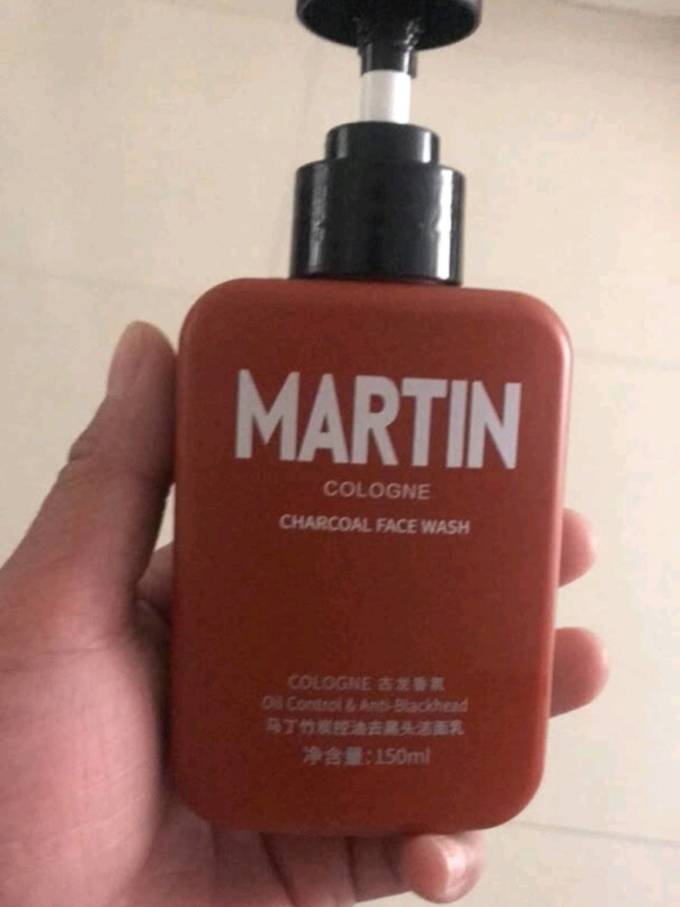 MARTIN
COLOGNE
CHARCOAL FACE WASH
COLOGNE 古龙香氛
Oil Control & Anti-Blackhead
马丁竹炭控油去黑头洁面乳
净含量：150ml